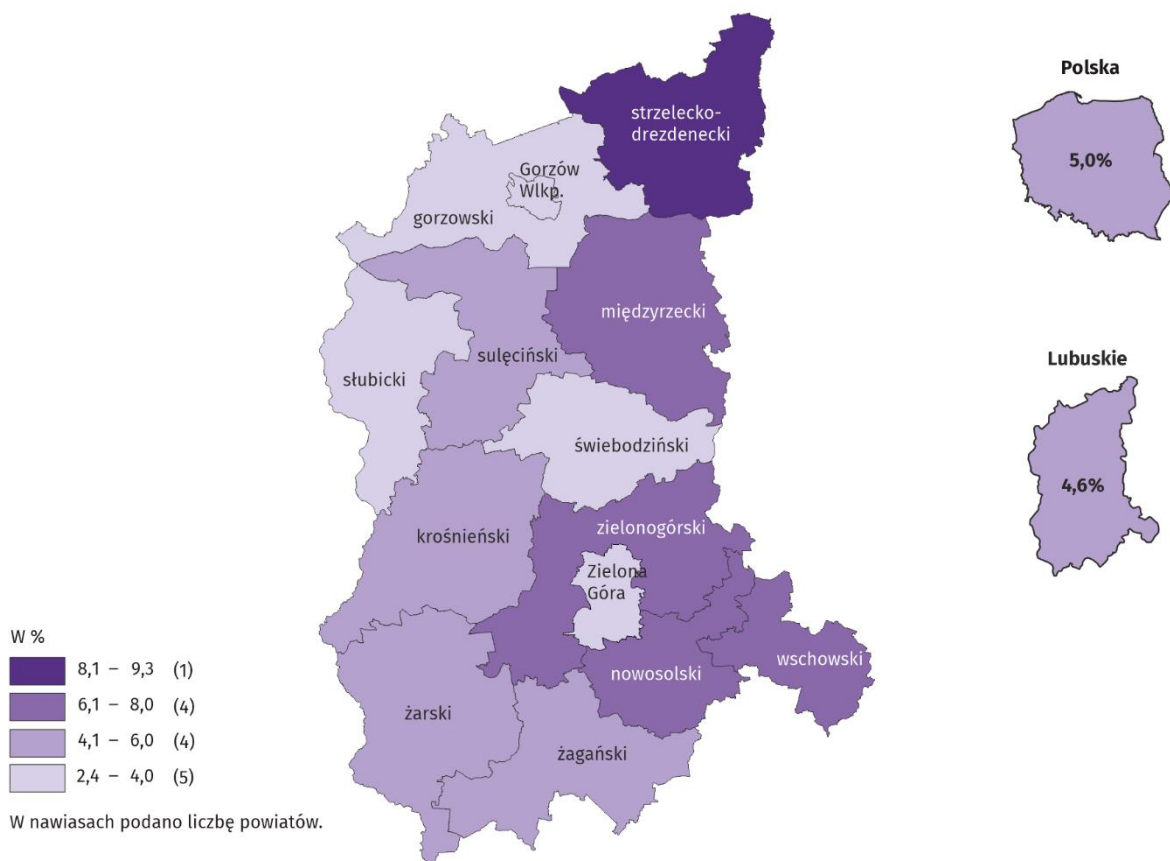 strzelecko-
drezdenecki
Gorzów
Wlkp.
gorzowski
międzyrzecki
sulęciński
słubicki
świebodziński
zielonogórski
krośnieński
Zielona
Góra
wschowski
nowosolski
żarski
żagański
Polska
5,0%
Lubuskie
4,6%
W %
8,1 – 9,3 (1)
6,1 – 8,0 (4)
4,1 – 6,0 (4)
2,4 – 4,0 (5)
W nawiasach podano liczbę powiatów.